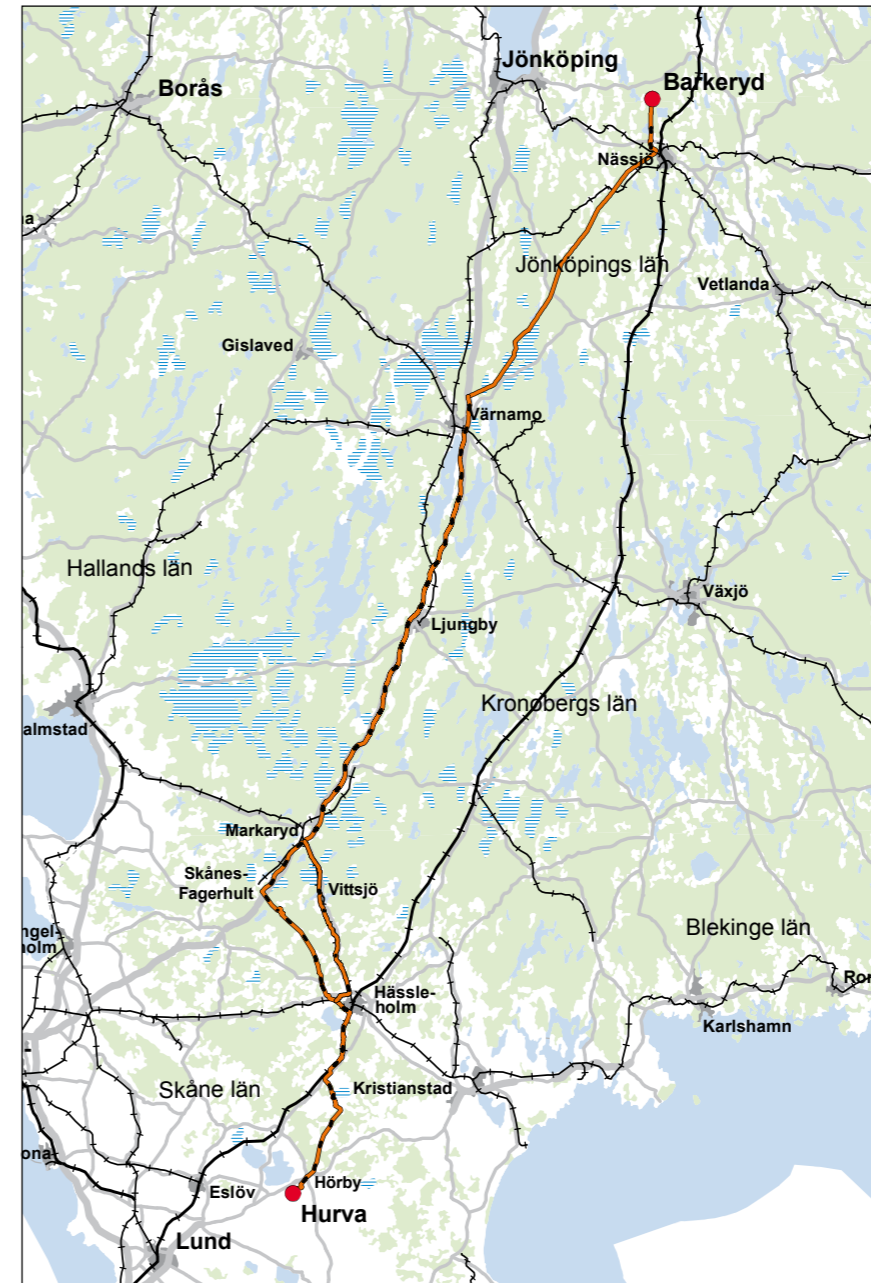 Jönköping
Borås
Barkeryd
Nässjö
a
Jönköpings län
Vetlanda
Gislaved
Värnamo
Hallands län
Växjö
Ljungby
Kronobergs län
almstad
Markaryd
Skånes-
Fagerhult
Vittsjö
ngel-
holm
Blekinge län
Hässle-
holm
Ron
Karlshamn
-
Skåne län
Kristianstad
ona-
Hörby
Eslöv
Hurva
Lund